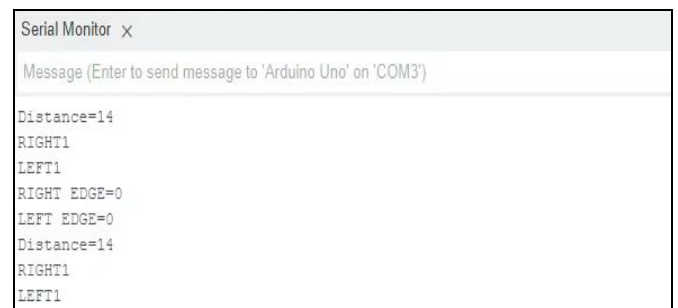 Serial Monitor ×
Message (Enter to send message to 'Arduino Uno' on 'COM3')
Distance=14
RIGHT1
LEFT1
RIGHT EDGE=0
LEFT EDGE=0
Distance=14
RIGHT1
LEFT1